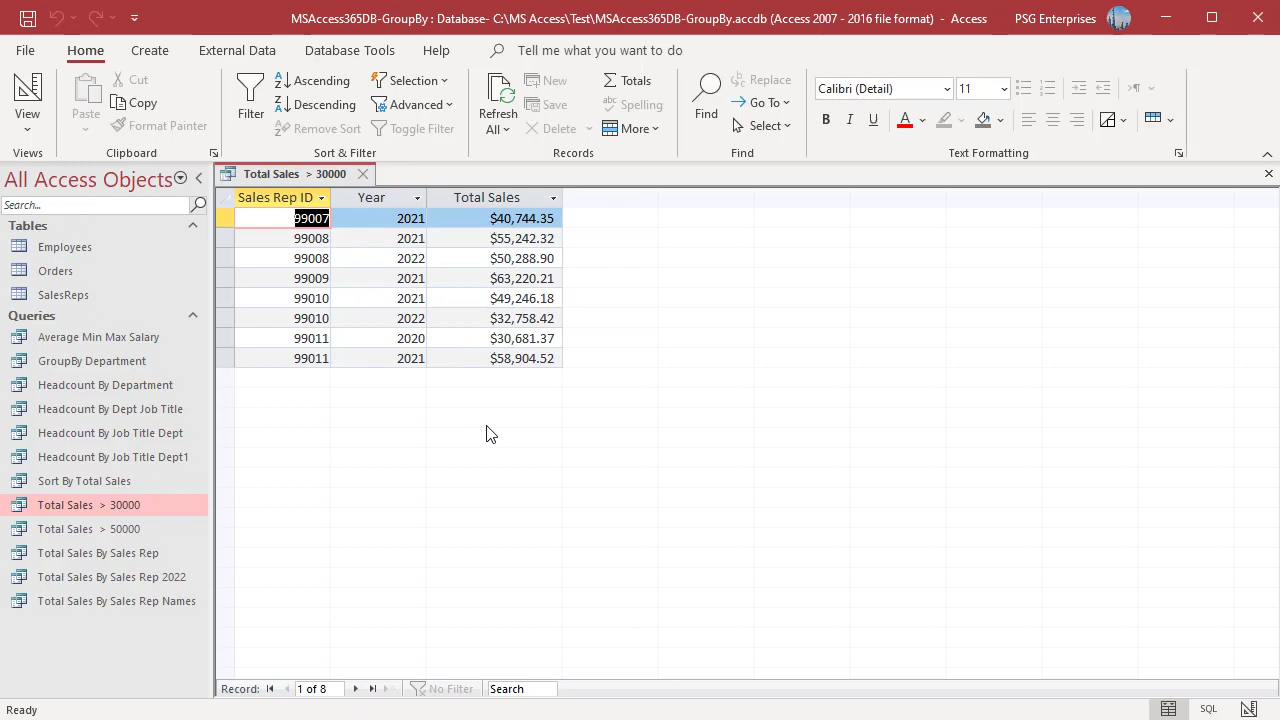 MSAccess365DB-GroupBy : Database- C:\MS Access\Test\MSAccess365DB-GroupBy.accdb (Access 2007 - 2016 file format) - Access
PSG Enterprises
File Home Create External Data Database Tools Help Tell me what you want to do
View
Views
Paste
Cut
Copy
Format Painter
Clipboard
Filter
Ascending
Descending
Remove Sort
Selection
Advanced
Toggle Filter
Sort & Filter
Refresh
All
New
Save
Delete
Totals
abc Spelling
More
Records
Find
Replace
Go To
Select
Find
Calibri (Detail) 11
B I U A
Text Formatting
All Access Objects
Search...
Tables
Employees
Orders
SalesReps
Queries
Average Min Max Salary
GroupBy Department
Headcount By Department
Headcount By Dept Job Title
Headcount By Job Title Dept
Headcount By Job Title Dept1
Sort By Total Sales
Total Sales > 30000
Total Sales > 50000
Total Sales By Sales Rep
Total Sales By Sales Rep 2022
Total Sales By Sales Rep Names
Total Sales > 30000
Sales Rep ID Year Total Sales
99007 2021 $40,744.35
99008 2021 $55,242.32
99008 2022 $50,288.90
99009 2021 $63,220.21
99010 2021 $49,246.18
99010 2022 $32,758.42
99011 2020 $30,681.37
99011 2021 $58,904.52
Record: 1 of 8 No Filter Search
Ready
SQL